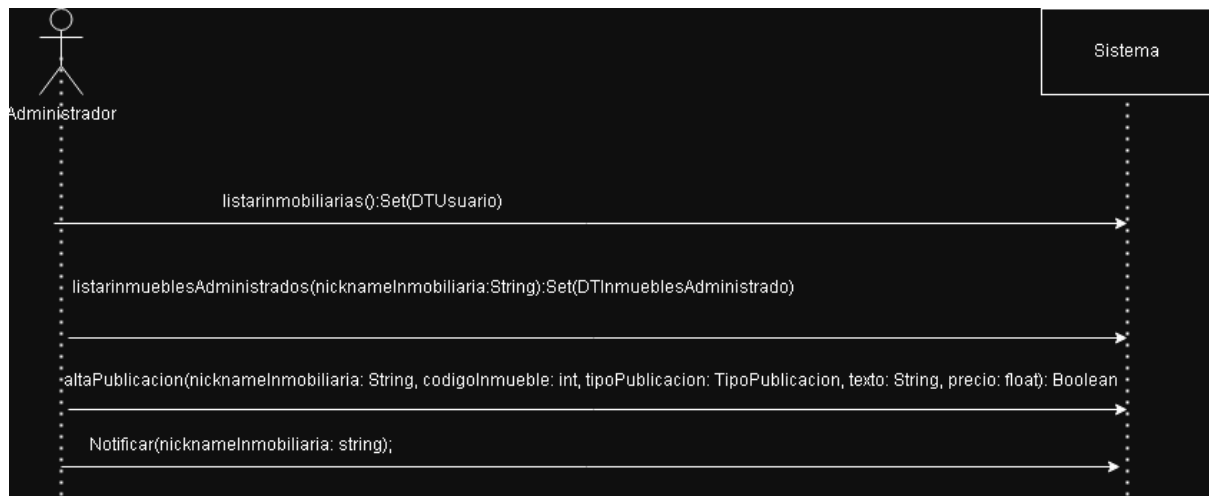 Sistema
Administrador
listarinmobiliarias():Set(DTUsuario)
listarinmueblesAdministrados(nicknameInmobiliaria:String):Set(DTInmueblesAdministrado)
altaPublicacion(nicknameInmobiliaria: String, codigoInmueble: int, tipoPublicacion: TipoPublicacion, texto: String, precio: float): Boolean
Notificar(nicknameInmobiliaria: string);